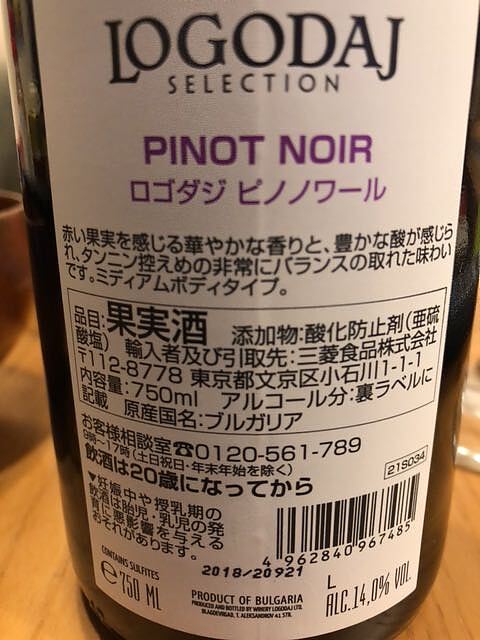 LOGODAJ
SELECTION
PINOT NOIR
ロゴダジ ピノノワール
赤い果実を感じる華やかな香りと、豊かな酸が感じら
れ、タンニン控えめの非常にバランスの取れた味わい
です。ミディアムボディタイプ。
品目:果実酒 添加物:酸化防止剤(亜硫
酸塩) 輸入者及び引取先:三菱食品株式会社
〒112-8778 東京都文京区小石川1-1-1
内容量:750ml アルコール分:裏ラベルに
記載 原産国名:ブルガリア
お客様相談室☎0120-561-789
9時〜17時(土日祝日・年末年始を除く)
飲酒は20歳になってから
21S034
▼妊娠中や授乳期の
飲酒は胎児・乳児の発
育に悪影響を与える
おそれがあります。
4 962840 967485
2018/20921
CONTAINS SULFITES
e 750 ML
PRODUCT OF BULGARIA
PRODUCED AND BOTTLED BY WINERY LOGODAJ LTD.
BLAGOEVGRAD, T. ALEKSANDROV 41 STR.
L
ALC.14,0% VOL.